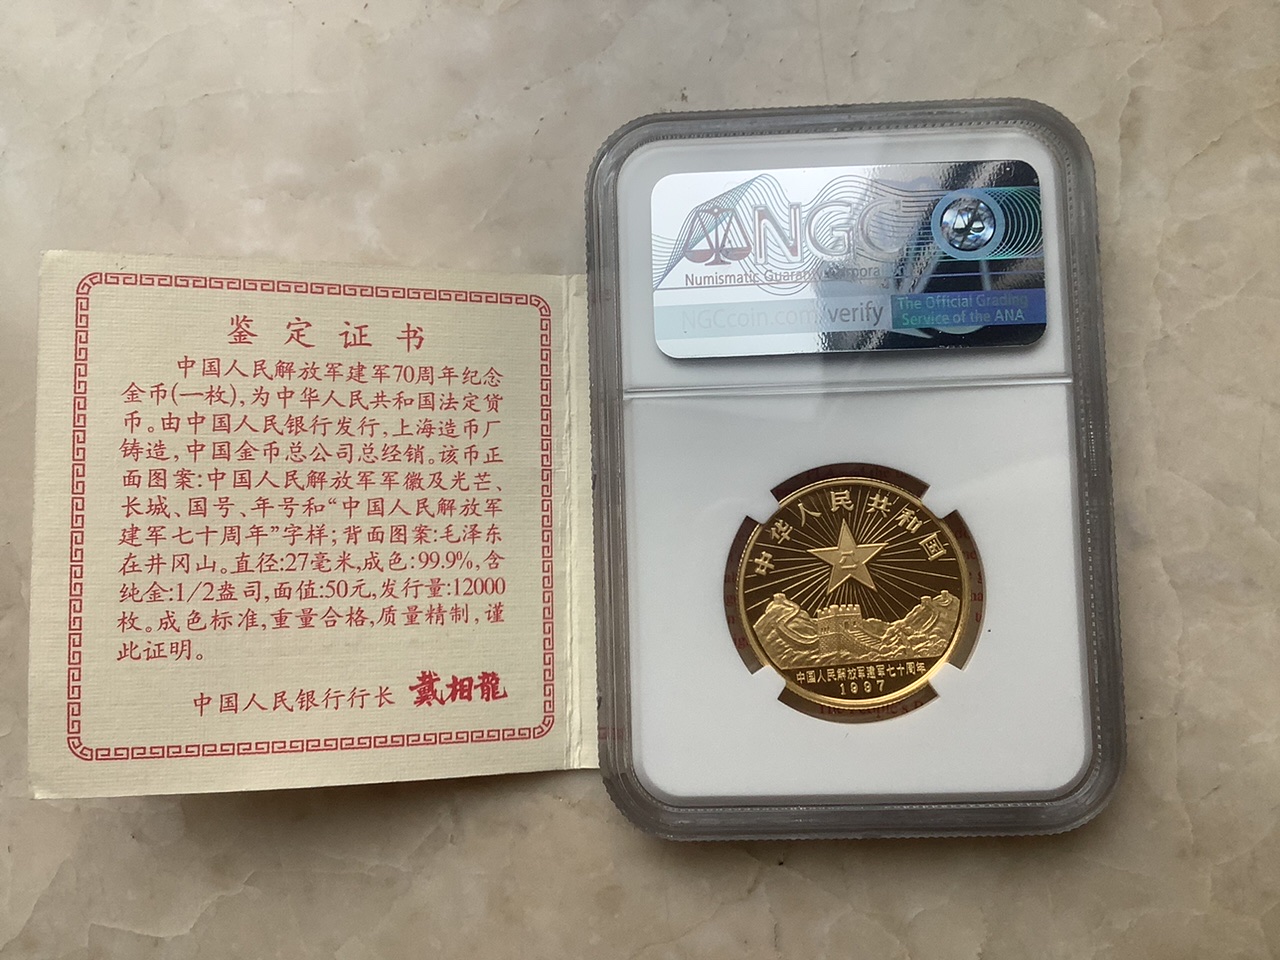 鉴定证书
中国人民解放军建军70周年纪念
金币(一枚),为中华人民共和国法定货
币。由中国人民银行发行,上海造币厂
铸造,中国金币总公司总经销。该币正
面图案:中国人民解放军军徽及光芒、
长城、国号、年号和“中国人民解放军
建军七十周年”字样;背面图案:毛泽东
在井冈山。直径:27毫米,成色:99.9%,含
纯金:1/2盎司,面值:50元,发行量:12000
枚。成色标准,重量合格,质量精制,谨
此证明。
中国人民银行行长 戴相龍
NGC
Numismatic Guaranty
NGCcoin.com/verify
The Official Grading
Service of the ANA
中华人民共和国
中国人民解放军建军七十周年
1997